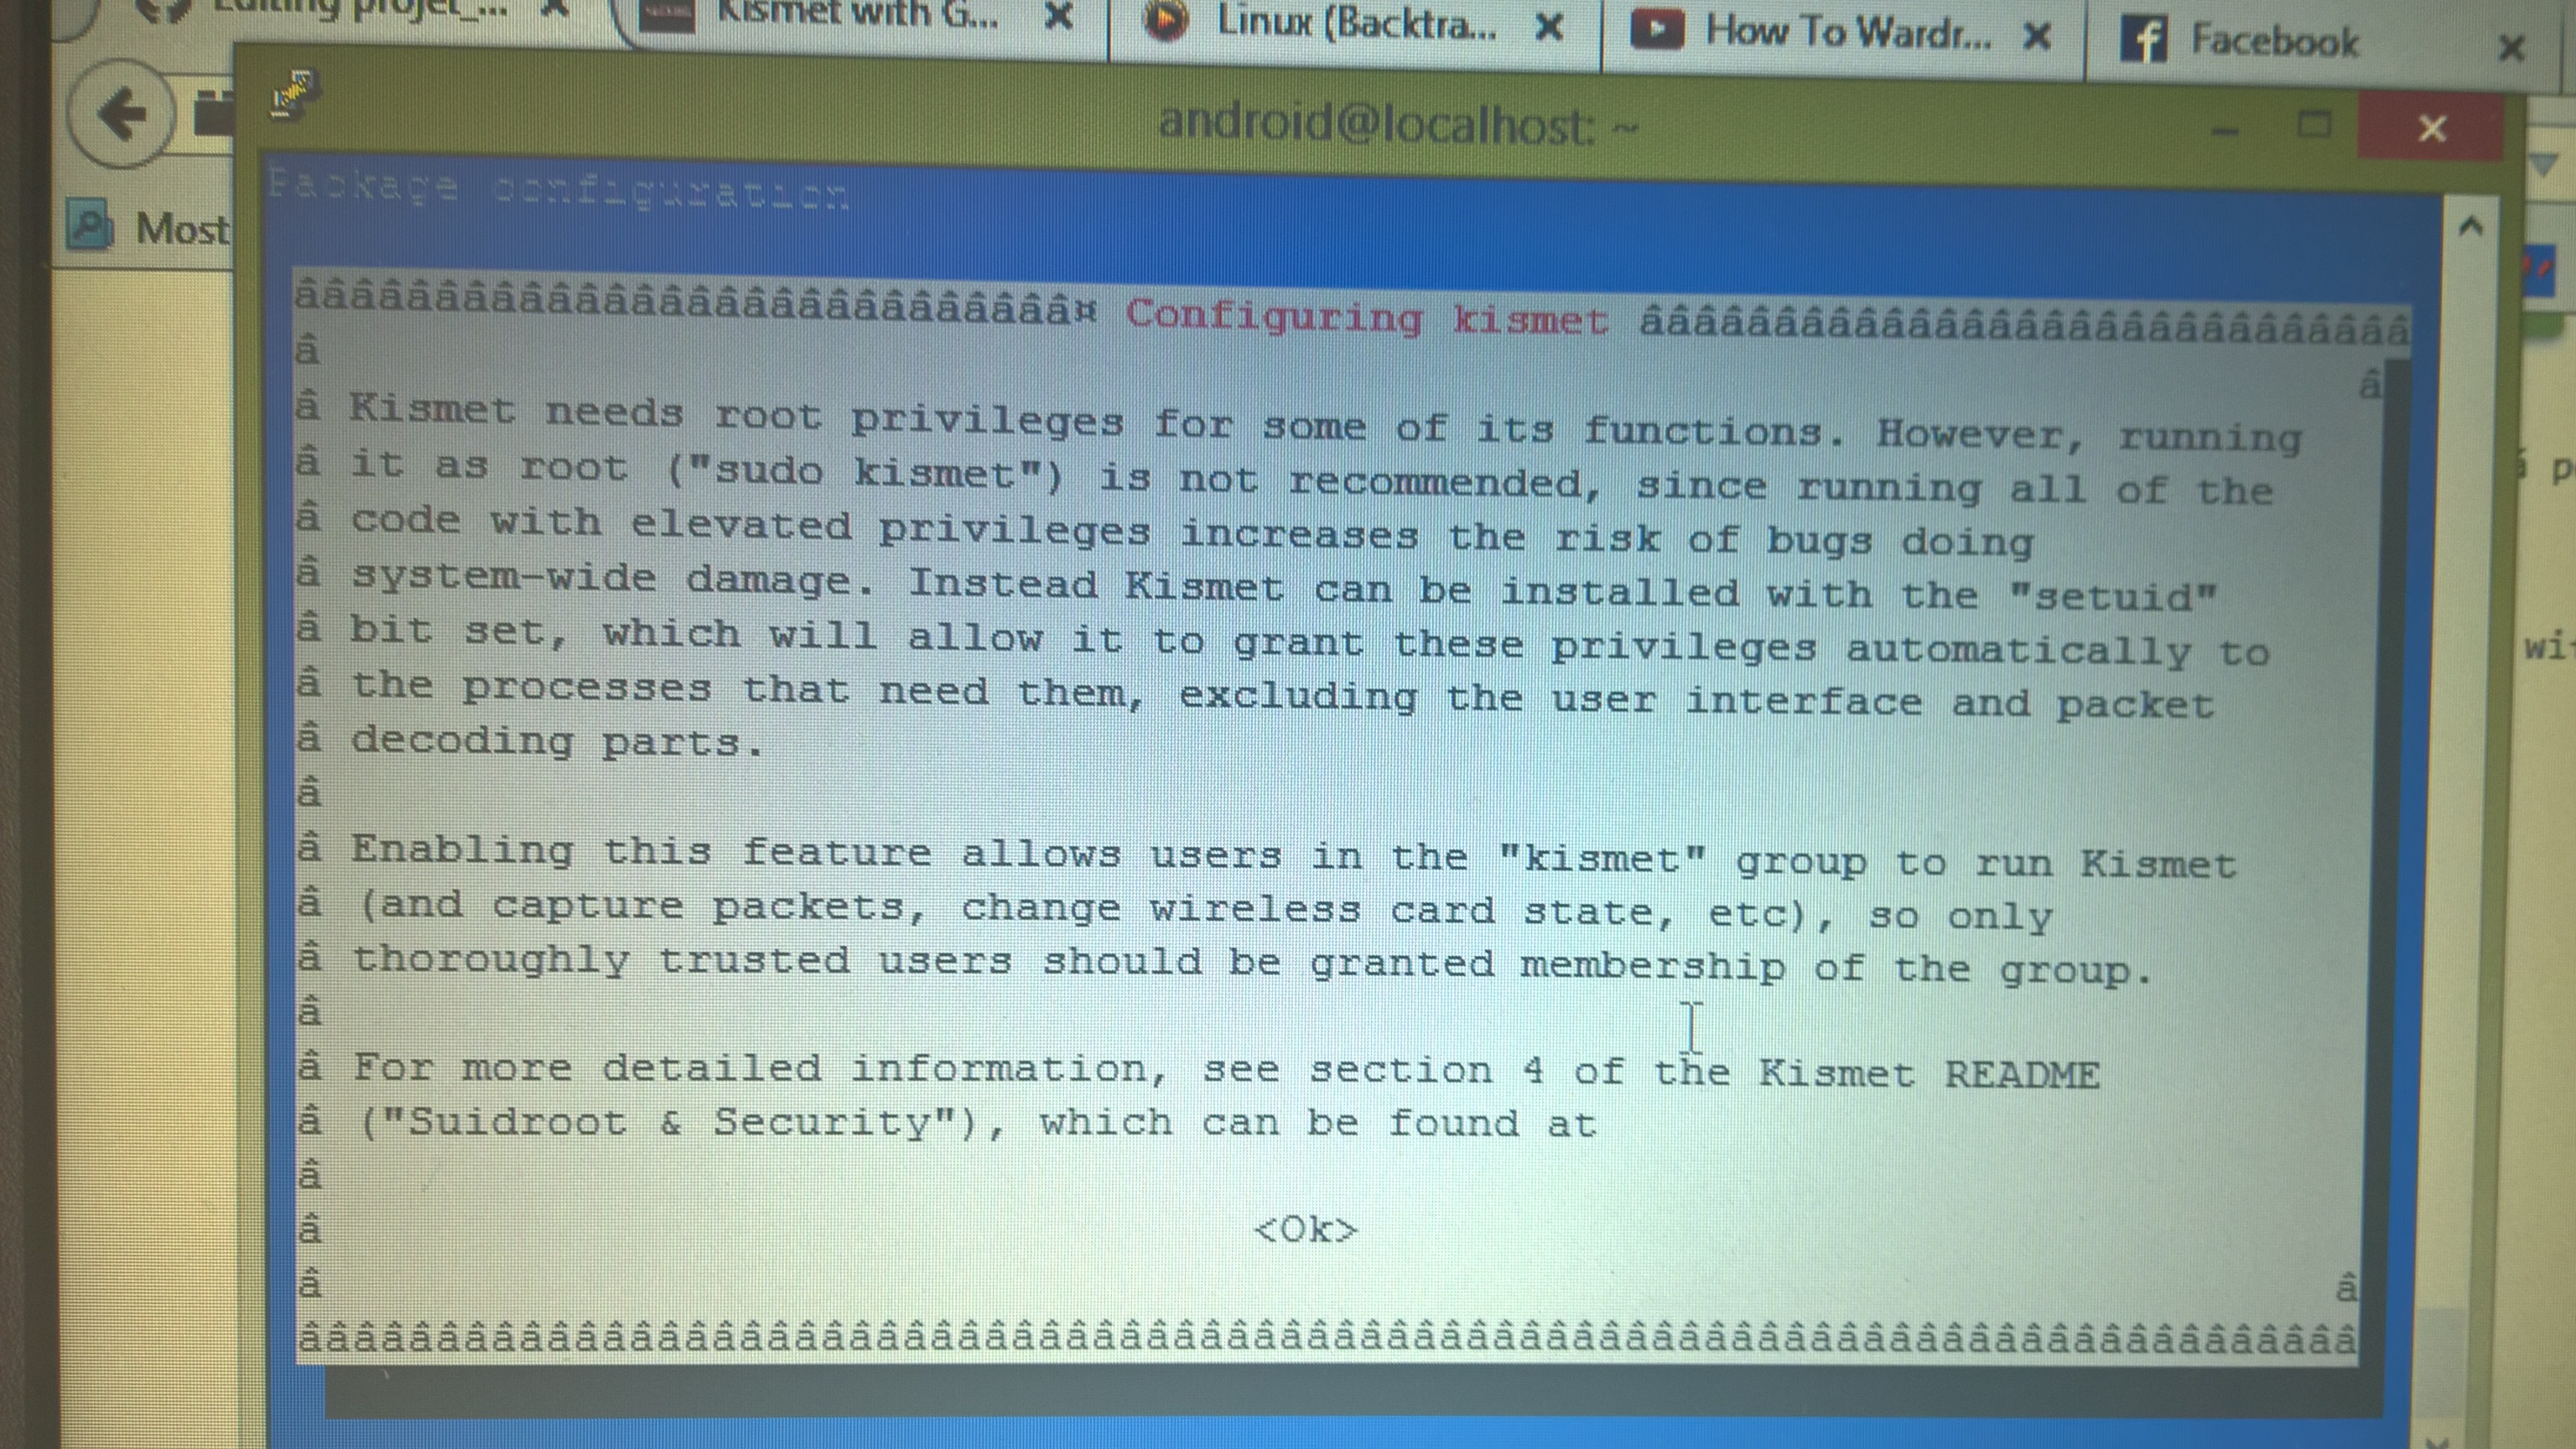 Editing projet_...
Kismet with G...
Linux (Backtra...
How To Wardr...
Facebook
android@localhost: ~
Most
Package configuration
âââââââââââââââââââââââââââââ¤ Configuring kismet âââââââââââââââââââââââââââââ
â
â
â Kismet needs root privileges for some of its functions. However, running
â it as root ("sudo kismet") is not recommended, since running all of the
â code with elevated privileges increases the risk of bugs doing
â system-wide damage. Instead Kismet can be installed with the "setuid"
â bit set, which will allow it to grant these privileges automatically to
â the processes that need them, excluding the user interface and packet
â decoding parts.
â
â Enabling this feature allows users in the "kismet" group to run Kismet
â (and capture packets, change wireless card state, etc), so only
â thoroughly trusted users should be granted membership of the group.
â
â For more detailed information, see section 4 of the Kismet README
â ("Suidroot & Security"), which can be found at
â
â <Ok>
â â
âââââââââââââââââââââââââââââââââââââââââââââââââââââââââââââââââââââââââââââ